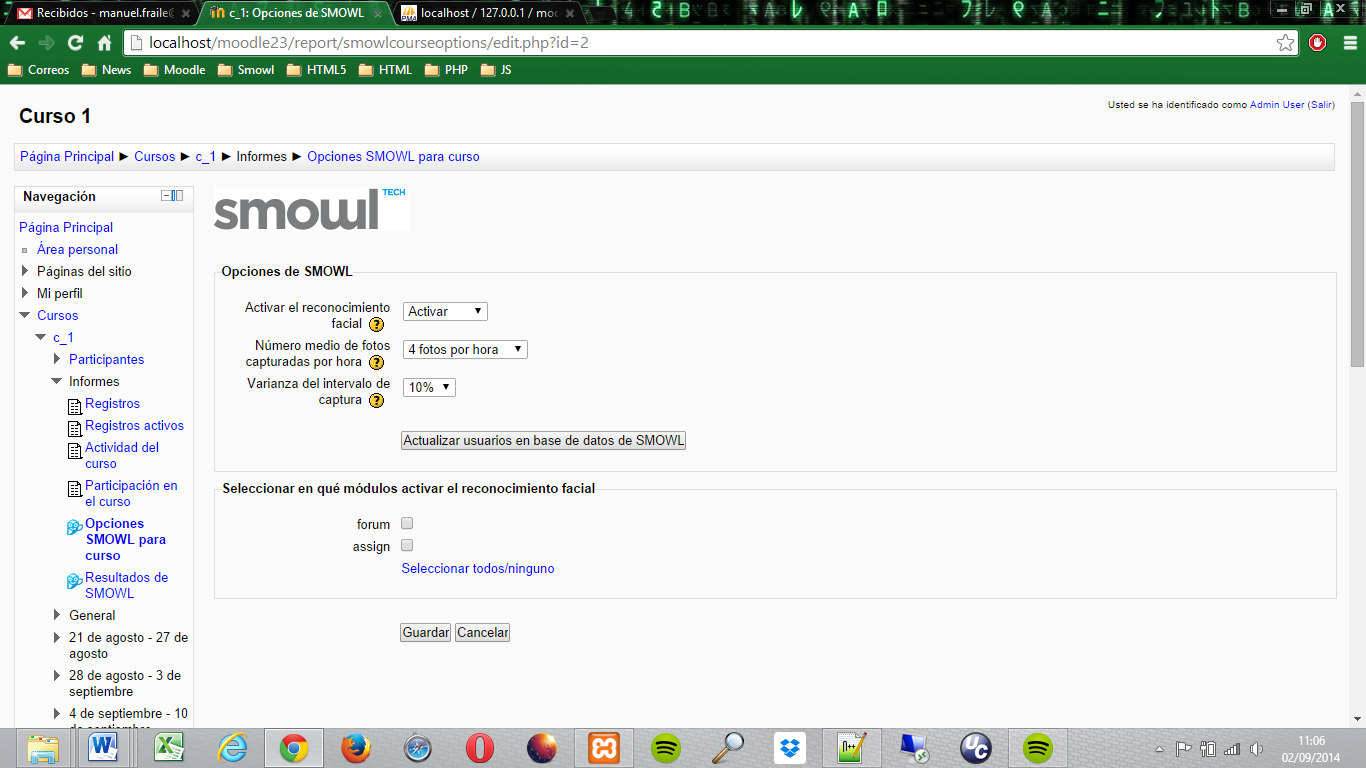 Recibidos - manuel.fraile@
c_1: Opciones de SMOWL
localhost / 127.0.0.1 / moo
localhost/moodle23/report/smowlcourseoptions/edit.php?id=2
Correos News Moodle Smowl HTML5 HTML PHP JS
Curso 1
Usted se ha identificado como Admin User (Salir)
Página Principal ► Cursos ► c_1 ► Informes ► Opciones SMOWL para curso
Navegación
Página Principal
Área personal
Páginas del sitio
Mi perfil
Cursos
c_1
Participantes
Informes
Registros
Registros activos
Actividad del
curso
Participación en
el curso
Opciones
SMOWL para
curso
Resultados de
SMOWL
General
21 de agosto - 27 de
agosto
28 de agosto - 3 de
septiembre
4 de septiembre - 10
de septiembre
smowl TECH
Opciones de SMOWL
Activar el reconocimiento
facial
Activar
Número medio de fotos
capturadas por hora
4 fotos por hora
Varianza del intervalo de
captura
10%
Actualizar usuarios en base de datos de SMOWL
Seleccionar en qué módulos activar el reconocimiento facial
forum
assign
Seleccionar todos/ninguno
Guardar Cancelar
11:06
02/09/2014